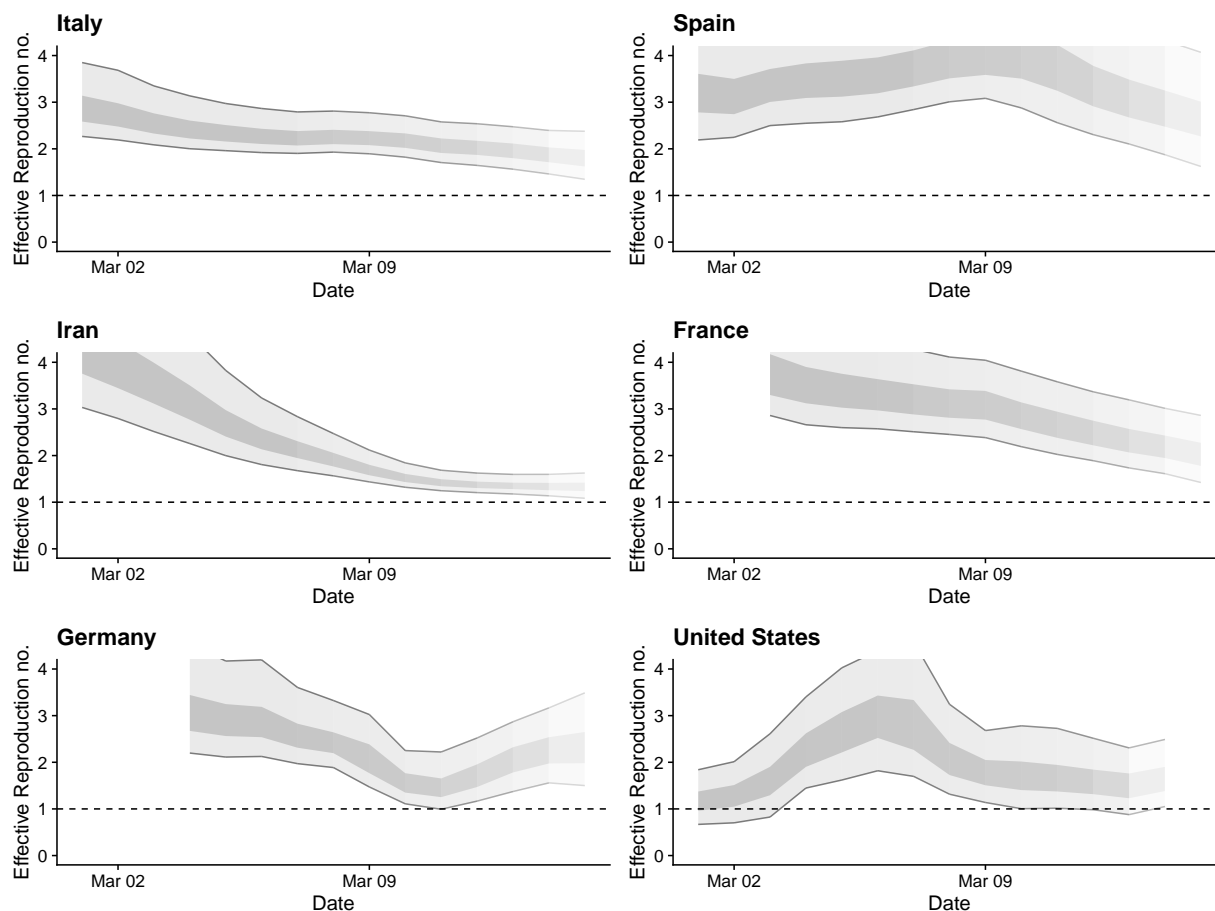 Italy
Effective Reproduction no.
4
3
2
1
0
Mar 02
Mar 09
Date
Spain
Effective Reproduction no.
4
3
2
1
0
Mar 02
Mar 09
Date
Iran
Effective Reproduction no.
4
3
2
1
0
Mar 02
Mar 09
Date
France
Effective Reproduction no.
4
3
2
1
0
Mar 02
Mar 09
Date
Germany
Effective Reproduction no.
4
3
2
1
0
Mar 02
Mar 09
Date
United States
Effective Reproduction no.
4
3
2
1
0
Mar 02
Mar 09
Date